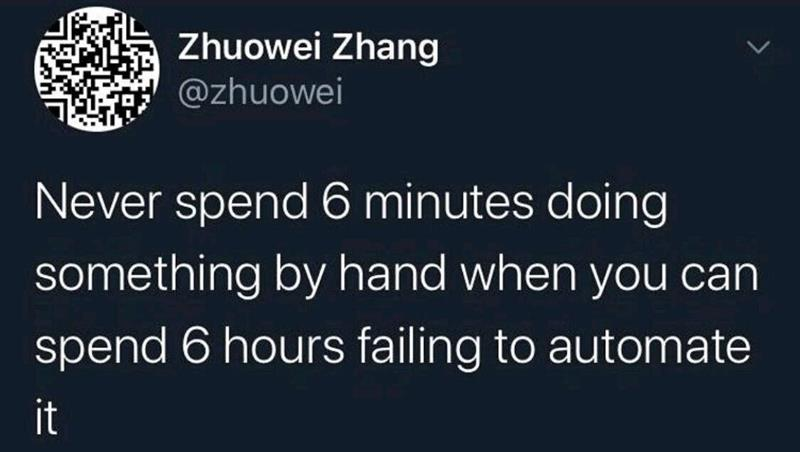 Zhuowei Zhang
@zhuowei
Never spend 6 minutes doing
something by hand when you can
spend 6 hours failing to automate
it